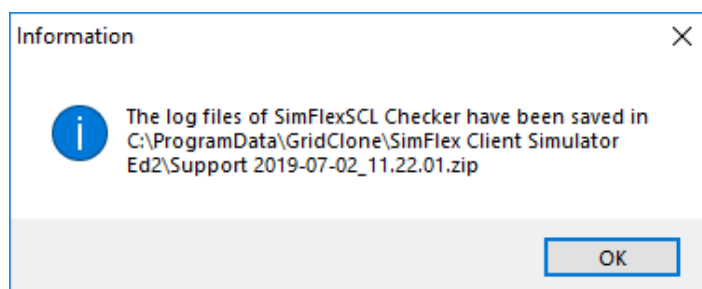 Information
The log files of SimFlexSCL Checker have been saved in
C:\ProgramData\GridClone\SimFlex Client Simulator
Ed2\Support 2019-07-02_11.22.01.zip
OK